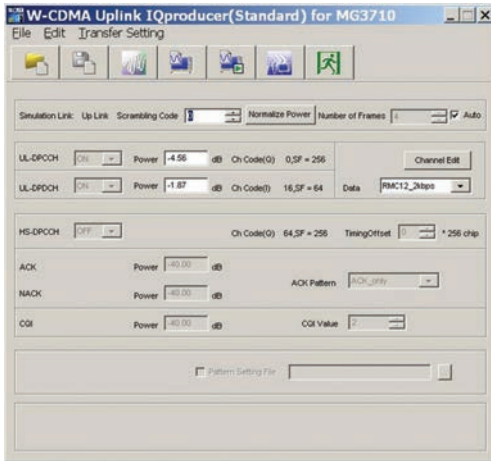 W-CDMA Uplink IQproducer(Standard) for MG3710
File Edit Transfer Setting
Simulation Link: Up Link Scrambling Code 0 Normalize Power Number of Frames 4 Auto
UL-DPCCH ON Power -4.56 dB Ch Code(Q) 0,SF = 256 Channel Edit
UL-DPDCH ON Power -1.87 dB Ch Code(I) 16,SF = 64 Data RMC12_2kbps
HS-DPCCH OFF Ch Code(Q) 64,SF = 256 TimingOffset 0 * 256 chip
ACK Power -40.00 dB
ACK Pattern ACK_only
NACK Power -40.00 dB
CQI Power -40.00 dB CQI Value 2
Pattern Setting File